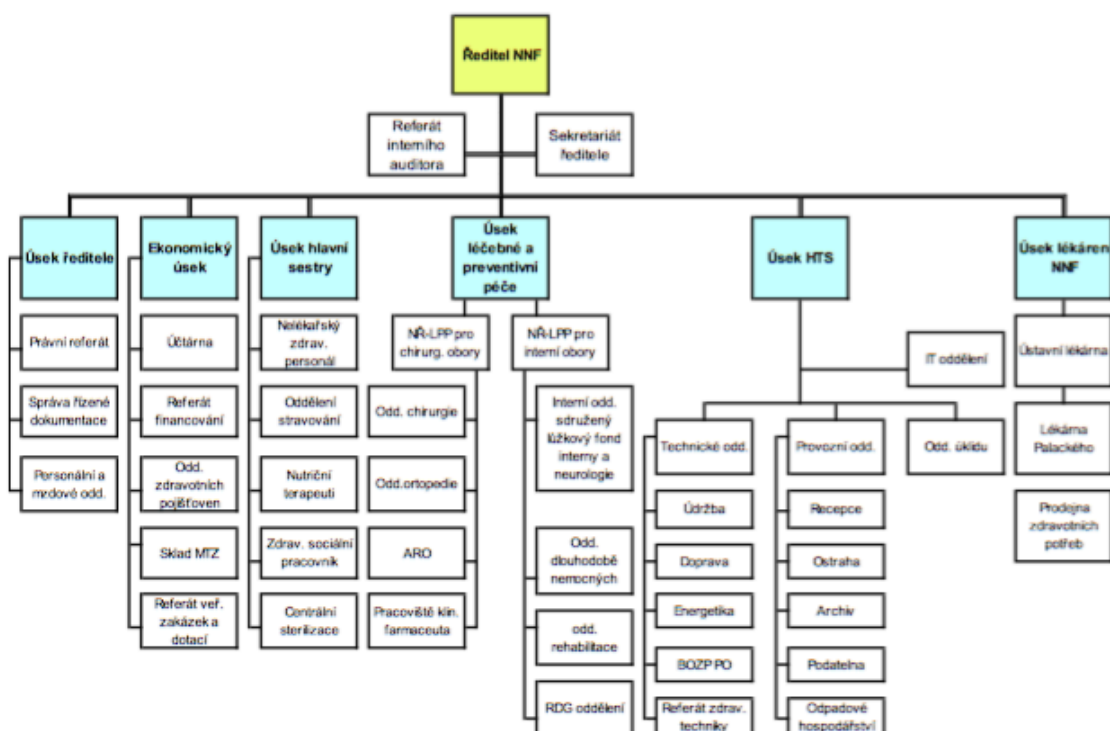 Ředitel NNF
Referát
interního
auditora
Sekretariát
ředitele
Úsek ředitele
Ekonomický
úsek
Úsek hlavní
sestry
Úsek
léčebné a
preventivní
péče
Úsek HTS
Úsek lékáren
NNF
Právní referát
Účtárna
Nelékařský
zdrav.
personál
NŘ-LPP pro
chirurg. obory
NŘ-LPP pro
interní obory
IT oddělení
Ústavní lékárna
Správa řízené
dokumentace
Referát
financování
Oddělení
stravování
Odd. chirurgie
Interní odd.
sdružený
lůžkový fond
interny a
neurologie
Technické odd.
Provozní odd.
Odd. úklidu
Lékárna
Palackého
Personální a
mzdové odd.
Odd.
zdravotních
pojišťoven
Nutriční
terapeuti
Odd.ortopedie
Údržba
Recepce
Prodejna
zdravotních
potřeb
Sklad MTZ
Zdrav. sociální
pracovník
ARO
Odd.
dlouhodobě
nemocných
Doprava
Ostraha
Referát veř.
zakázek a
dotací
Centrální
sterilizace
Pracoviště klin.
farmaceuta
odd.
rehabilitace
Energetika
Archiv
BOZP PO
Podatelna
RDG oddělení
Referát zdrav.
techniky
Odpadové
hospodářství